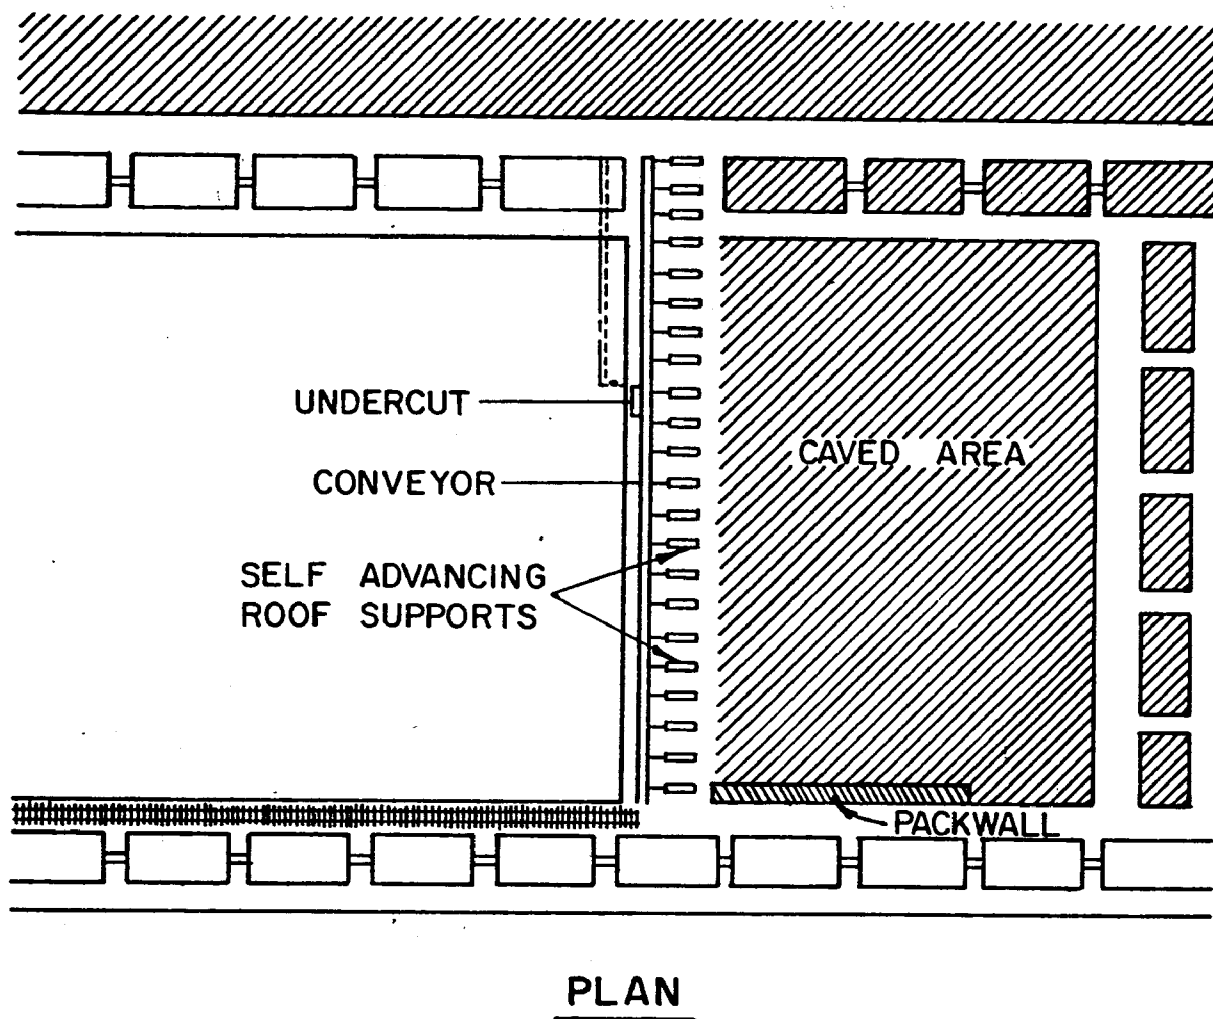 UNDERCUT
CAVED AREA
CONVEYOR
SELF ADVANCING
ROOF SUPPORTS
PACKWALL
PLAN